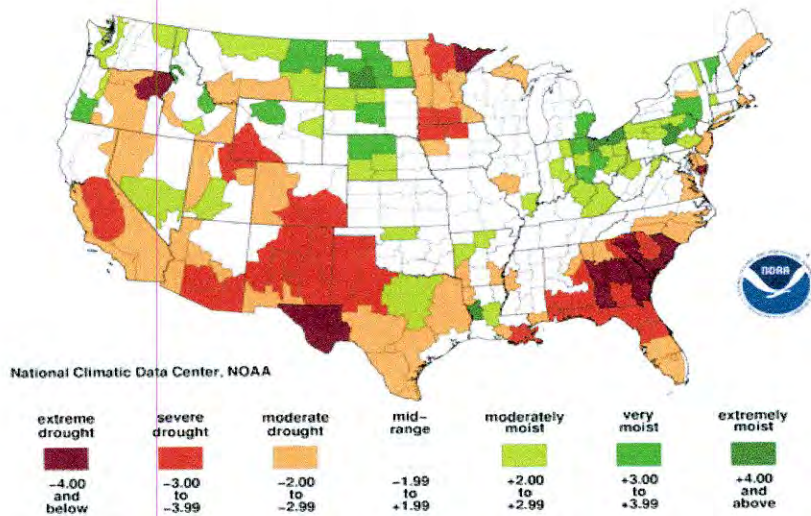 NOAA
National Climatic Data Center, NOAA
extreme drought
severe drought
moderate drought
mid-range
moderately moist
very moist
extremely moist
-4.00 and below
-3.00 to -3.99
-2.00 to -2.99
-1.99 to +1.99
+2.00 to +2.99
+3.00 to +3.99
+4.00 and above